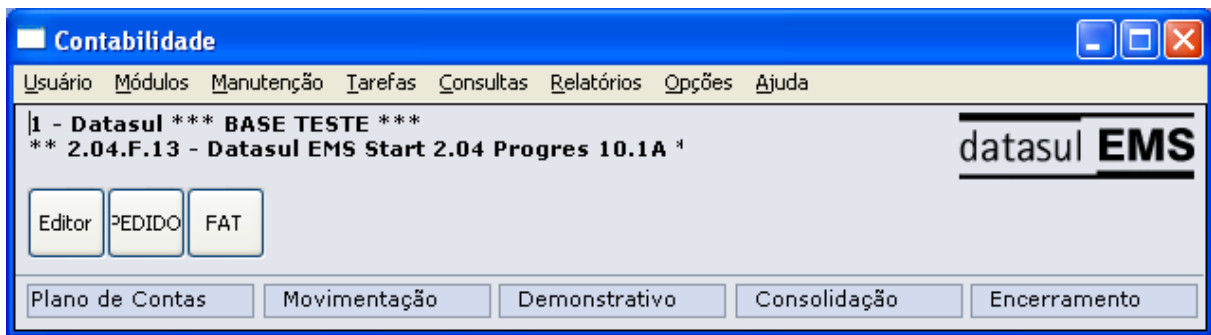 Contabilidade
Usuário Módulos Manutenção Tarefas Consultas Relatórios Opções Ajuda
1 - Datasul *** BASE TESTE ***
** 2.04.F.13 - Datasul EMS Start 2.04 Progres 10.1A *
datasul EMS
Editor PEDIDO FAT
Plano de Contas Movimentação Demonstrativo Consolidação Encerramento